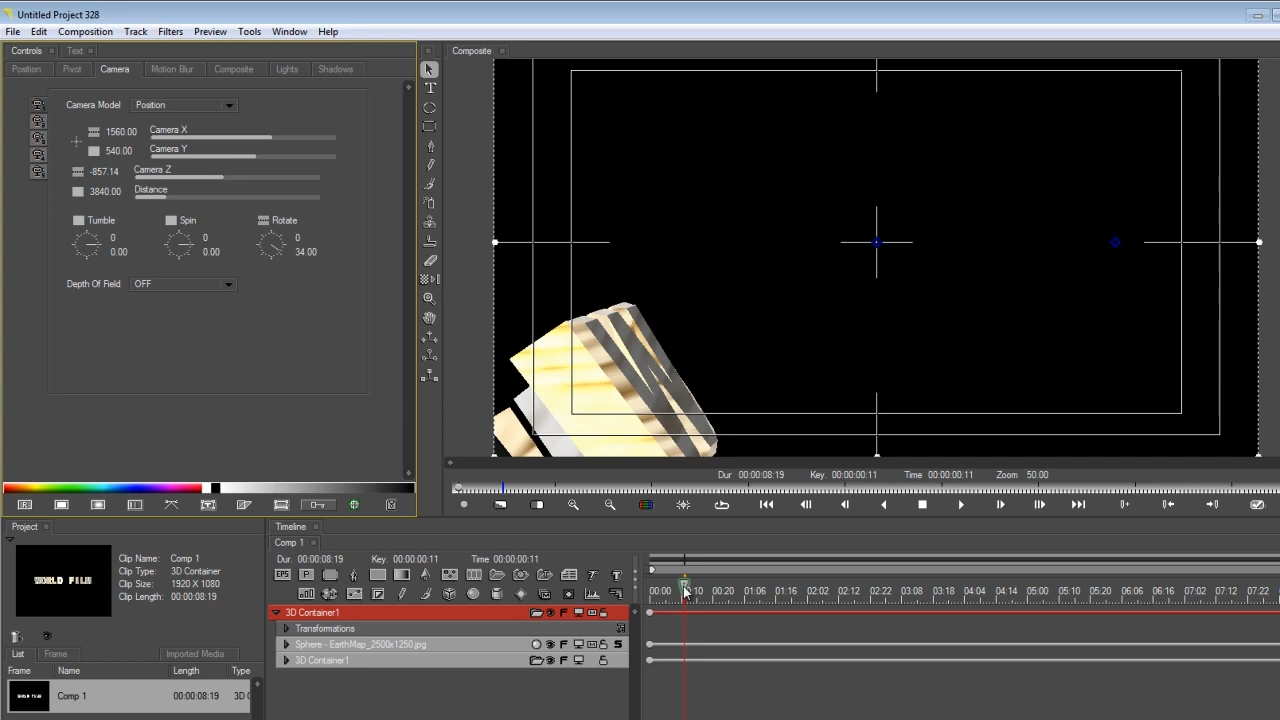 Untitled Project 328
File Edit Composition Track Filters Preview Tools Window Help
Controls Text
Composite
Position Pivot Camera Motion Blur Composite Lights Shadows
Camera Model Position
1560.00 Camera X
540.00 Camera Y
-857.14 Camera Z
3840.00 Distance
Tumble Spin Rotate
0 0 0
0.00 0.00 34.00
Depth Of Field OFF
Dur 00:00:08:19 Key. 00:00:00:11 Time 00:00:00:11 Zoom 50.00
Project
Timeline
Comp 1
WORLD FILM
Clip Name: Comp 1
Clip Type: 3D Container
Clip Size: 1920 X 1080
Clip Length: 00:00:08:19
Dur. 00:00:08:19 Key. 00:00:00:11 Time 00:00:00:11
00:00 00:20 01:06 01:16 02:02 02:12 02:22 03:08 03:18 04:04 04:14 05:00 05:10 05:20 06:06 06:16 07:02 07:12 07:22
3D Container1
Transformations
Sphere - EarthMap_2500x1250.jpg
3D Container1
List Frame Imported Media
Frame Name Length Type
Comp 1 00:00:08:19 3D C